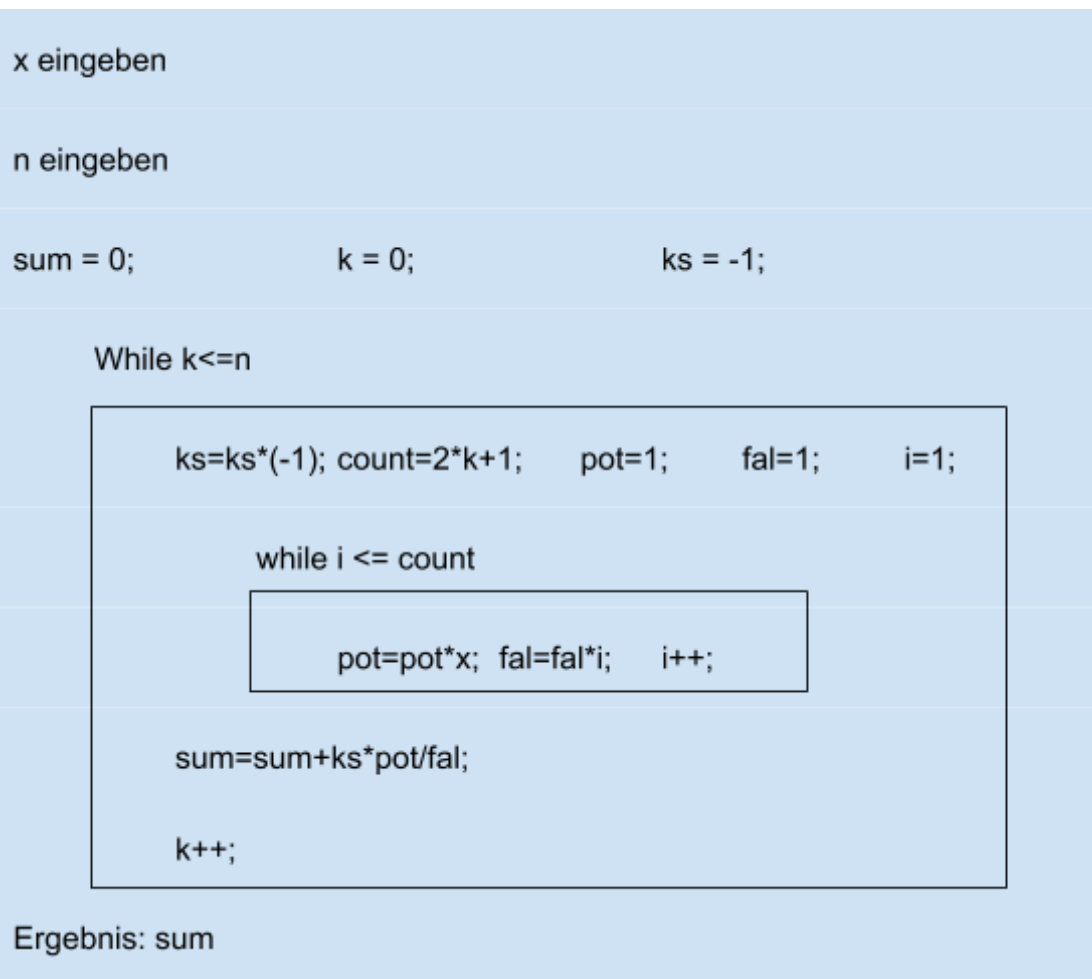 x eingeben
n eingeben
sum = 0; k = 0; ks = -1;
While k<=n
ks=ks*(-1); count=2*k+1; pot=1; fal=1; i=1;
while i <= count
pot=pot*x; fal=fal*i; i++;
sum=sum+ks*pot/fal;
k++;
Ergebnis: sum